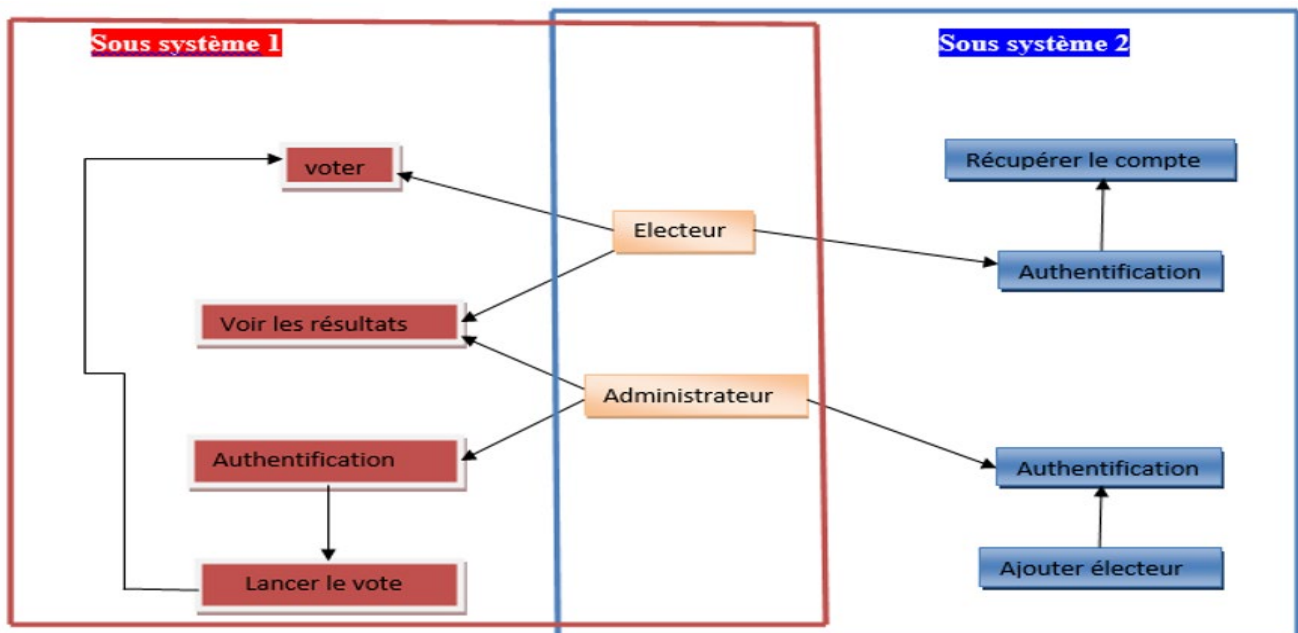 Sous système 1
Sous système 2
voter
Récupérer le compte
Electeur
Authentification
Voir les résultats
Administrateur
Authentification
Authentification
Lancer le vote
Ajouter électeur